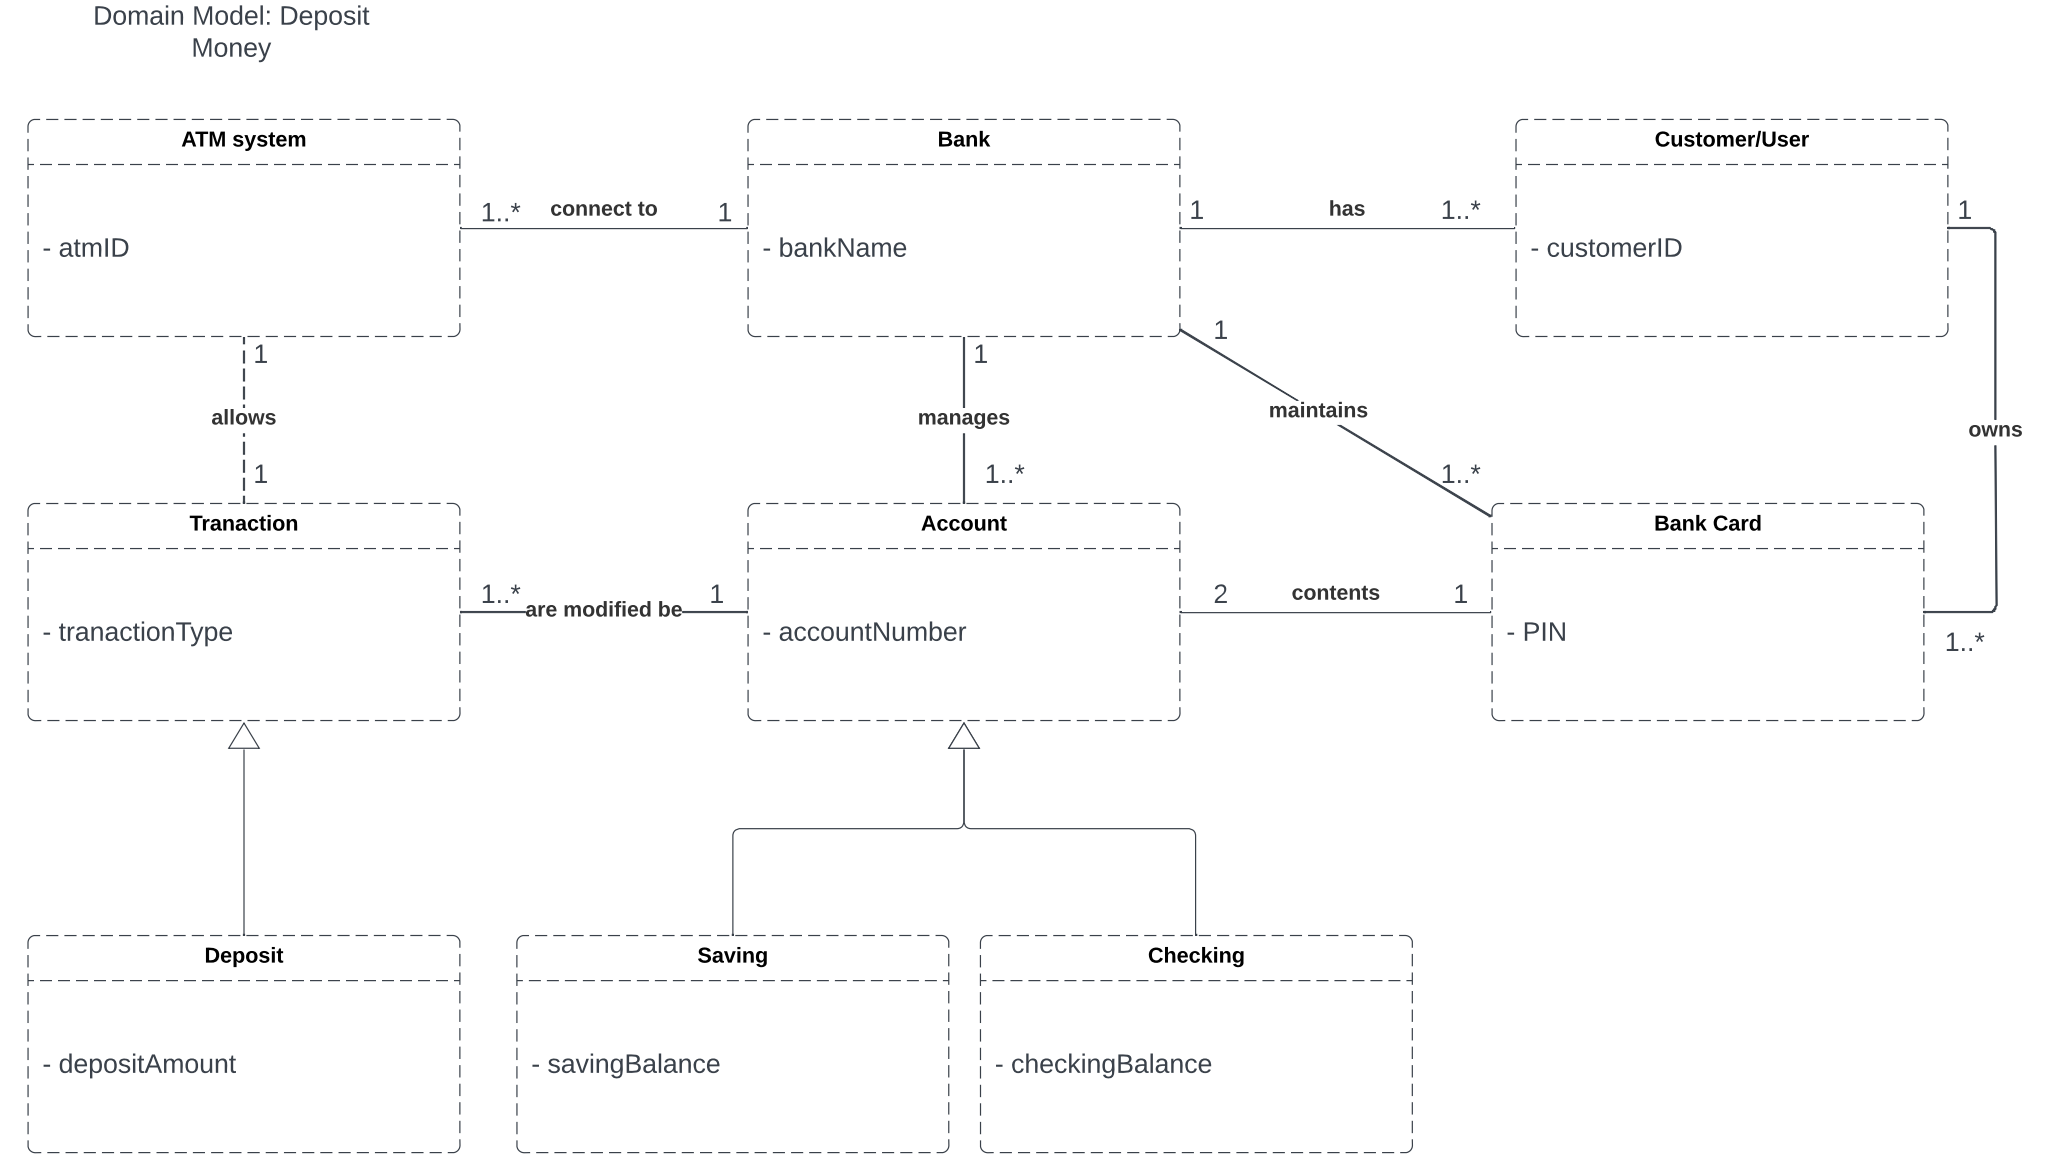 Domain Model: Deposit
Money
ATM system
- atmID
1..*
connect to
1
Bank
- bankName
1
has
1..*
Customer/User
- customerID
1
1
allows
1
1
manages
1..*
1
maintains
1..*
owns
1..*
Tranaction
- tranactionType
1..*
are modified be
1
Account
- accountNumber
2
contents
1
Bank Card
- PIN
Deposit
- depositAmount
Saving
- savingBalance
Checking
- checkingBalance